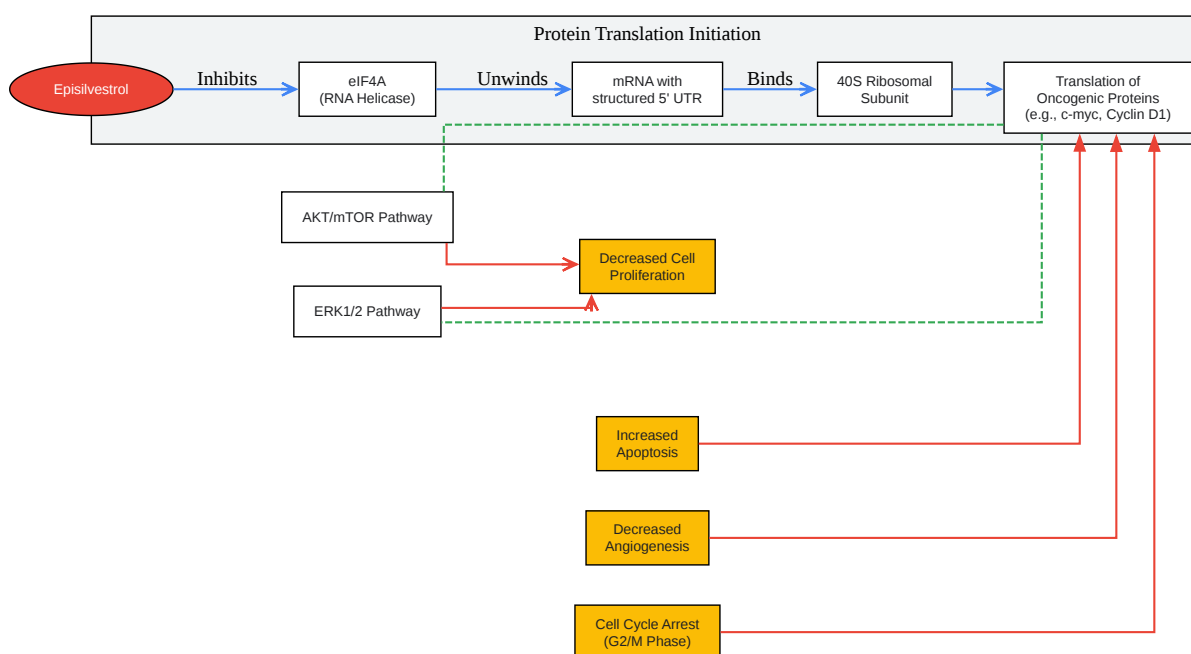 Protein Translation Initiation
Episilvestrol
Inhibits
eIF4A
(RNA Helicase)
Unwinds
mRNA with
structured 5' UTR
Binds
40S Ribosomal
Subunit
Translation of
Oncogenic Proteins
(e.g., c-myc, Cyclin D1)
AKT/mTOR Pathway
Decreased Cell
Proliferation
ERK1/2 Pathway
Increased
Apoptosis
Decreased
Angiogenesis
Cell Cycle Arrest
(G2/M Phase)